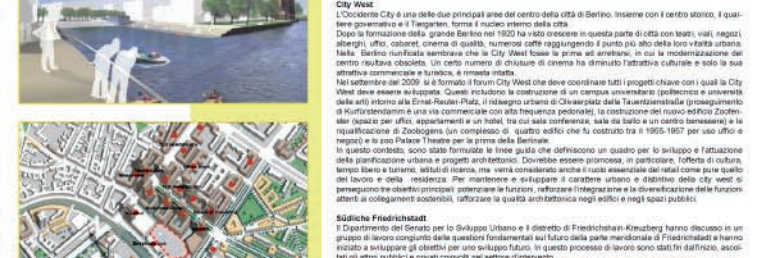 City West
L'Occidente City è una delle due principali aree del centro della città di Berlino. Insieme con il centro storico, il quar-
tiere governativo e il Tiergarten, forma il nucleo interno della città.
Dopo la formazione della grande Berlino nel 1920 ha visto crescere in questa parte di città con teatri, viali, negozi,
alberghi, uffici, cabaret, cinema di qualità, numerosi caffè raggiungendo il punto più alto della loro vitalità urbana.
Nella Berlino riunificata sembrava che la City West fosse la prima ad arretrarsi, in cui la modernizzazione del
centro risultava obsoleta. Un certo numero di chiusure di cinema ha diminuito l'attrattiva culturale e solo la sua
attrattiva commerciale e turistica, è rimasta intatta.
Nel settembre del 2009 si è formato il forum City West che deve coordinare tutti i progetti chiave con i quali la City
West deve essere sviluppata. Questi includono la costruzione di un campus universitario (politecnico e università
delle arti) intorno alla Ernst-Reuter-Platz, il ridisegno urbano di Olivaerplatz della Tauentzienstraße (proseguimento
di Kurfürstendamm è una via commerciale con alta frequenza pedonale), la costruzione del nuovo edificio Zoofen-
ster (spazio per uffici, appartamenti e un hotel, tra cui sala conferenze, sala da ballo e un centro benessere) e la
riqualificazione di Zoobogens (un complesso di quattro edifici che fu costruito tra il 1955-1957 per uso uffici e
negozi) e lo zoo Palace Theatre per la prima della Berlinale.
In questo contesto, sono state formulate le linee guida che definiscono un quadro per lo sviluppo e l'attuazione
della planificazione urbana e progetti architettonici. Dovrebbe essere promossa, in particolare, l'offerta di cultura,
tempo libero e turismo, istituti di ricerca, ma verrà considerato anche il ruolo essenziale del retail come pure quello
del lavoro e della residenza. Per mantenere e sviluppare il carattere urbano e distintivo della city west si
perseguono tre obiettivi principali: potenziare le funzioni, rafforzare l'integrazione e la diversificazione delle funzioni
attenti ai collegamenti sostenibili, rafforzare la qualità architettonica negli edifici e negli spazi pubblici.
Südliche Friedrichstadt
Il Dipartimento del Senato per lo Sviluppo Urbano e il distretto di Friedrichshain-Kreuzberg hanno discusso in un
gruppo di lavoro congiunto delle questioni fondamentali sul futuro della parte meridionale di Friedrichstadt e hanno
iniziato a sviluppare gli obiettivi per uno sviluppo futuro. In questo processo di lavoro sono stati fin dall'inizio, ascol-
tati gli attori pubblici e privati coinvolti nel settore d'intervento.